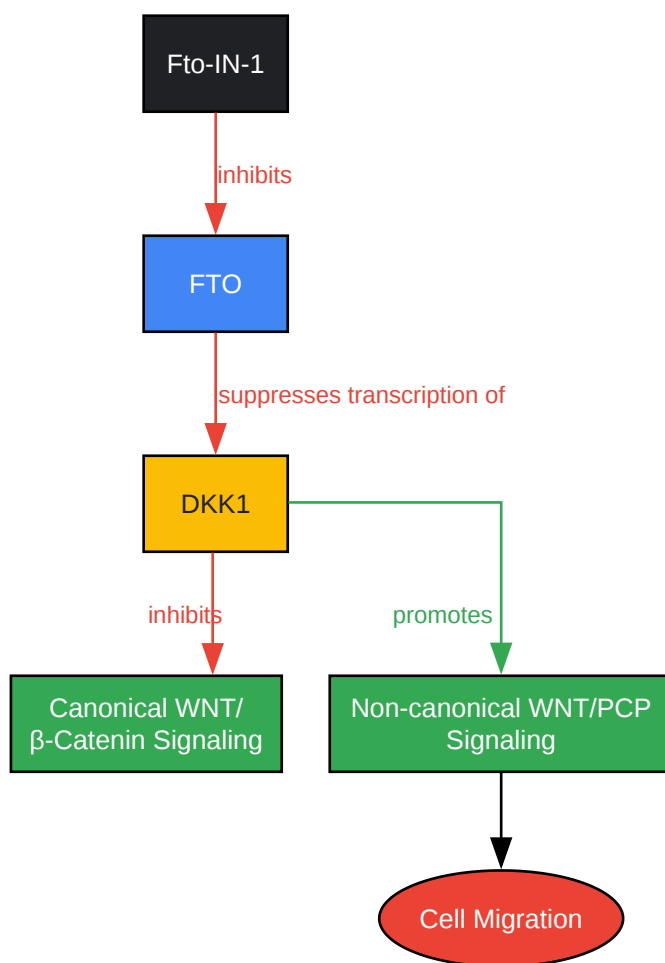 Fto-IN-1
inhibits
FTO
suppresses transcription of
DKK1
inhibits
promotes
Canonical WNT/
β-Catenin Signaling
Non-canonical WNT/PCP
Signaling
Cell Migration